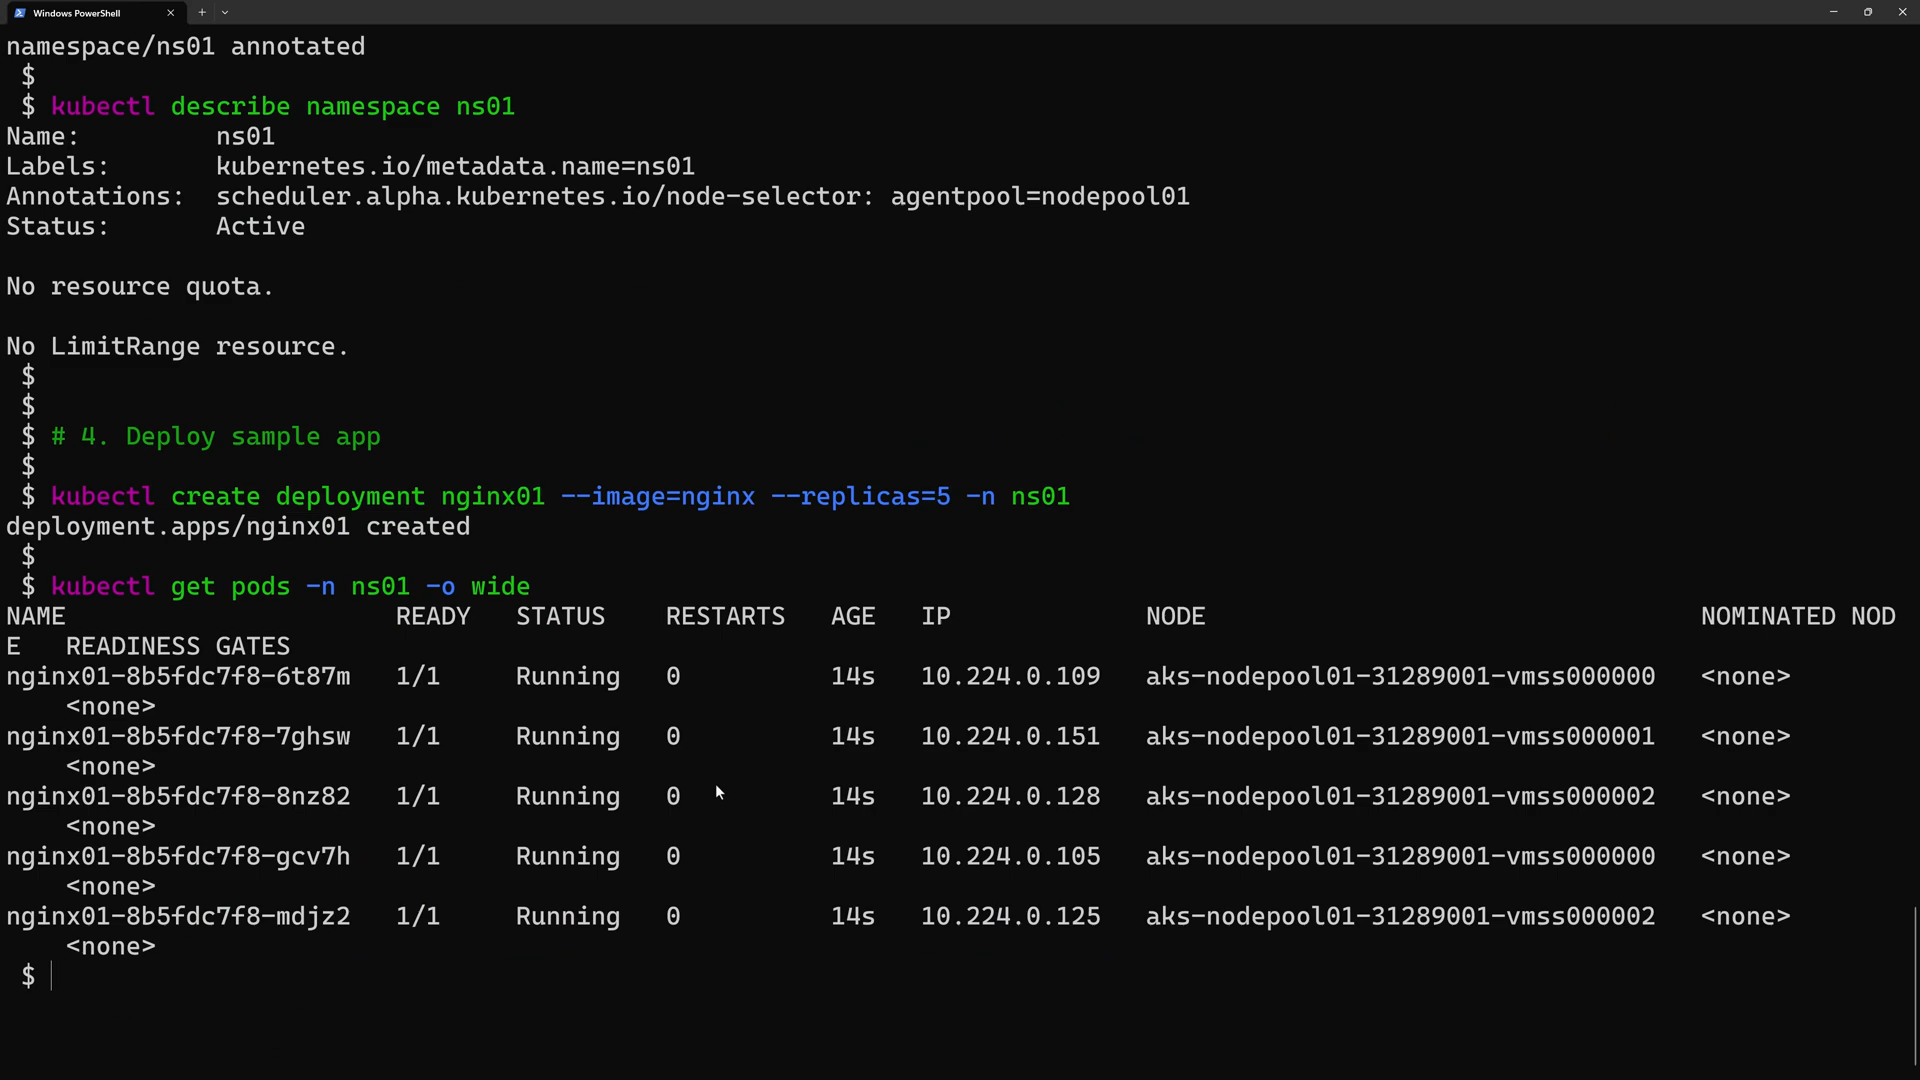 Windows PowerShell
namespace/ns01 annotated
$
$ kubectl describe namespace ns01
Name:         ns01
Labels:       kubernetes.io/metadata.name=ns01
Annotations:  scheduler.alpha.kubernetes.io/node-selector: agentpool=nodepool01
Status:       Active
No resource quota.
No LimitRange resource.
$
$
$ # 4. Deploy sample app
$
$ kubectl create deployment nginx01 --image=nginx --replicas=5 -n ns01
deployment.apps/nginx01 created
$
$ kubectl get pods -n ns01 -o wide
NAME                      READY   STATUS    RESTARTS   AGE   IP             NODE                                 NOMINATED NOD
E   READINESS GATES
nginx01-8b5fdc7f8-6t87m   1/1     Running   0          14s   10.224.0.109   aks-nodepool01-31289001-vmss000000   <none>
    <none>
nginx01-8b5fdc7f8-7ghsw   1/1     Running   0          14s   10.224.0.151   aks-nodepool01-31289001-vmss000001   <none>
    <none>
nginx01-8b5fdc7f8-8nz82   1/1     Running   0          14s   10.224.0.128   aks-nodepool01-31289001-vmss000002   <none>
    <none>
nginx01-8b5fdc7f8-gcv7h   1/1     Running   0          14s   10.224.0.105   aks-nodepool01-31289001-vmss000000   <none>
    <none>
nginx01-8b5fdc7f8-mdjz2   1/1     Running   0          14s   10.224.0.125   aks-nodepool01-31289001-vmss000002   <none>
    <none>
$